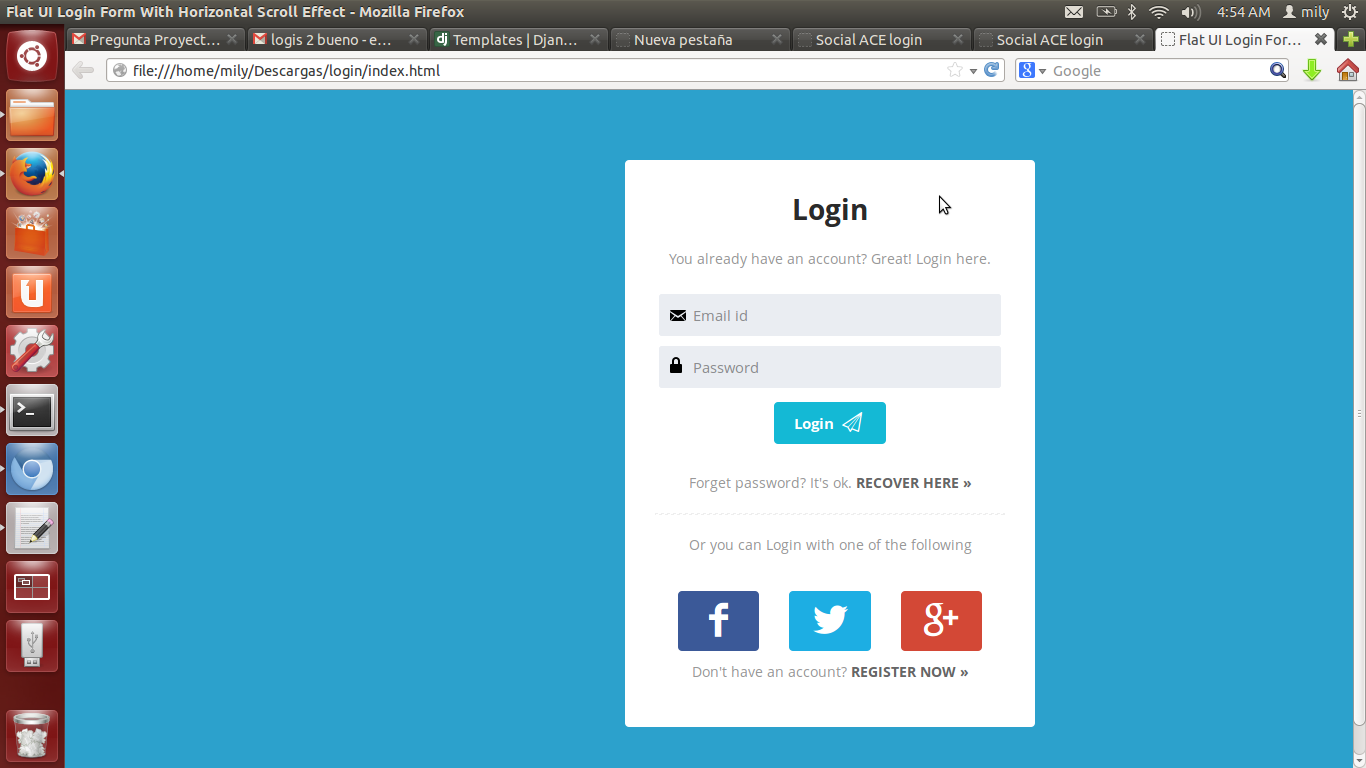 Flat UI Login Form With Horizontal Scroll Effect - Mozilla Firefox
4:54 AM mily
Pregunta Proyect... logis 2 bueno - e... dj Templates | Djan... Nueva pestaña Social ACE login Social ACE login Flat UI Login For...
file:///home/mily/Descargas/login/index.html
g Google
Login
You already have an account? Great! Login here.
Email id
Password
Login
Forget password? It's ok. RECOVER HERE »
Or you can Login with one of the following
f g+
Don't have an account? REGISTER NOW »